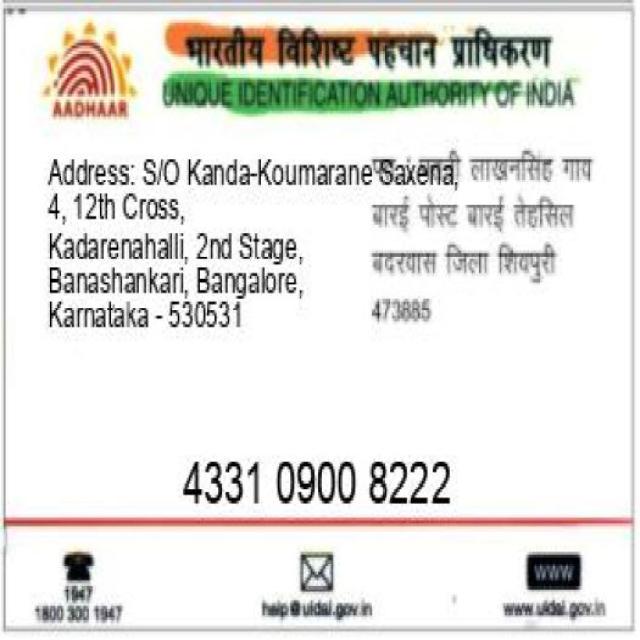 भारतीय विशिष्ट पहचान प्राधिकरण
AADHAAR
UNIQUE IDENTIFICATION AUTHORITY OF INDIA
Address: S/O Kanda-Koumarane Saxena,
4, 12th Cross,
Kadarenahalli, 2nd Stage,
Banashankari, Bangalore,
Karnataka - 530531
लाखनसिंह गाव
बारई पोस्ट बारई तेहसिल
बदरवास जिला शिवपुरी
473885
4331 0900 8222
1947
1800 300 1947
help@uidai.gov.in
WWW
www.uidai.gov.in